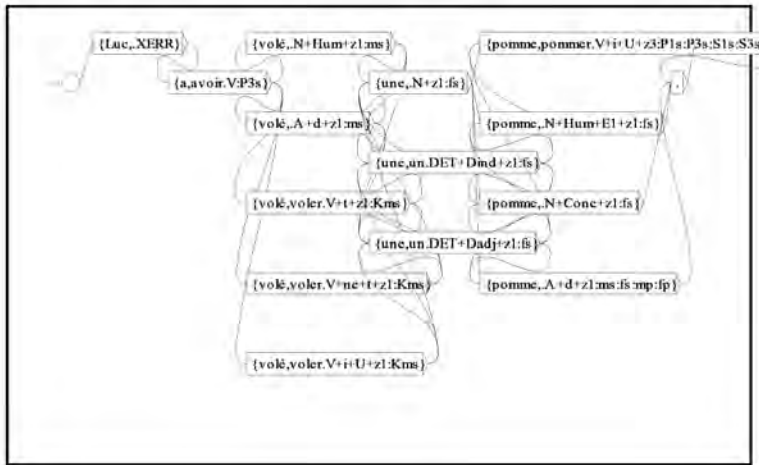 {Luc,.XERR}
{a,avoir.V:P3s}
{volé,.N+Hum+z1:ms}
{volé,.A+d+z1:ms}
{volé,voler.V+t+z1:Kms}
{volé,voler.V+ne+t+z1:Kms}
{volé,voler.V+i+U+z1:Kms}
{une,.N+z1:fs}
{une,un.DET+Dind+z1:fs}
{une,un.DET+Dadj+z1:fs}
{pomme,pommer.V+i+U+z3:P1s:P3s:S1s:S3s
{pomme,.N+Hum+E1+z1:fs}
{pomme,.N+Conc+z1:fs}
{pomme,.A+d+z1:ms:fs:mp:fp}
.